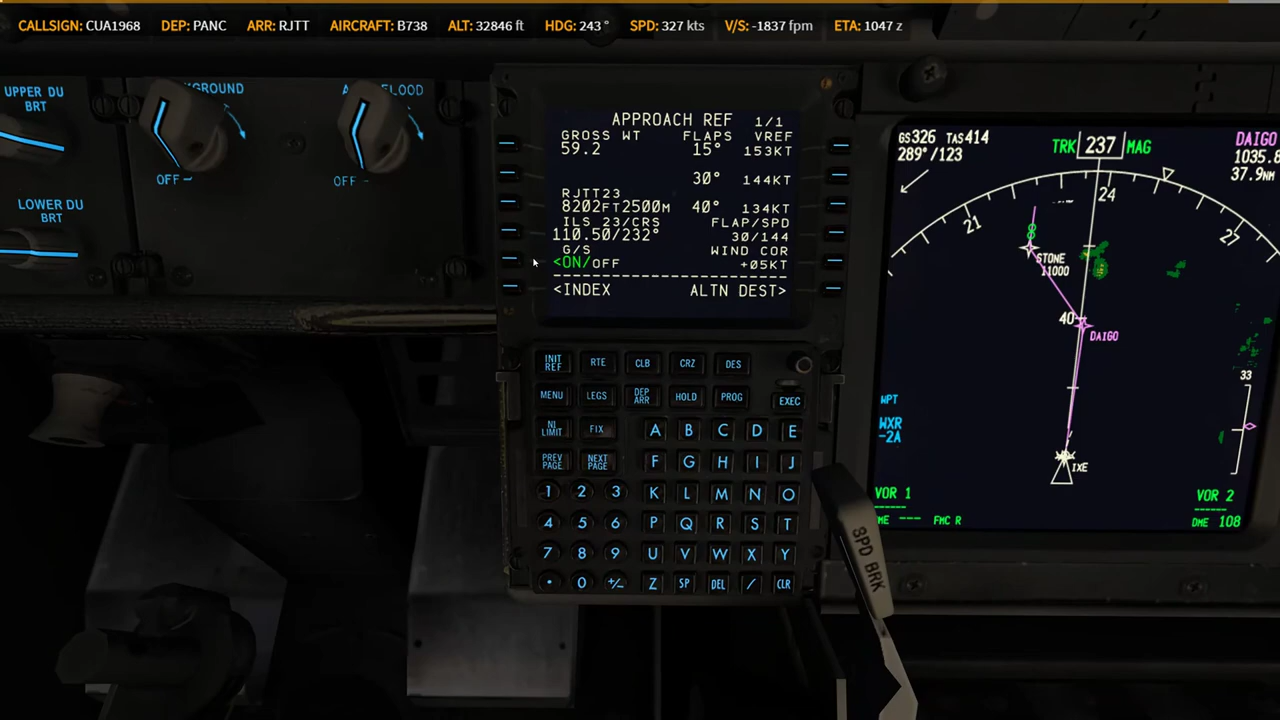 CALLSIGN: CUA1968 DEP: PANC ARR: RJTT AIRCRAFT: B738 ALT: 32846 ft HDG: 243° SPD: 327 kts V/S: -1837 fpm ETA: 1047 z
UPPER DU
BRT
OFF
LOWER DU
BRT
OFF
APPROACH REF 1/1
GROSS WT FLAPS VREF
59.2 15° 153KT
30° 144KT
RJTT23
8202FT2500M 40° 134KT
ILS 23/CRS FLAP/SPD
110.50/232° 30/144
G/S WIND COR
<ON/OFF +05KT
<INDEX ALTN DEST>
INIT REF RTE CLB CRZ DES
MENU LEGS DEP ARR HOLD PROG EXEC
N1 LIMIT FIX A B C D E
PREV PAGE NEXT PAGE F G H I J
1 2 3 K L M N O
4 5 6 P Q R S T
7 8 9 U V W X Y
. 0 +/- Z SP DEL / CLR
SPD BRK
GS326 TAS414
289°/123
TRK 237 MAG
DAIGO
1035.8
37.9NM
21 24 27
8
STONE
11000
40
DAIGO
33
WPT
WXR
-2A
IXE
VOR 1 VOR 2
DME --- FMC R DME 108